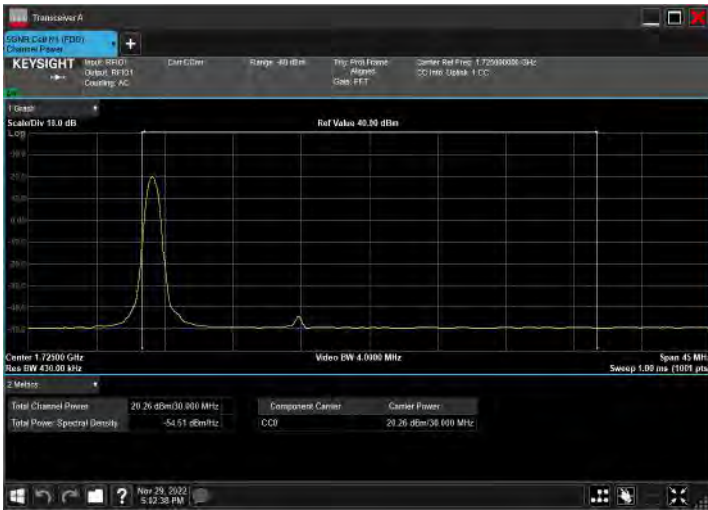 Transceiver A
Channel Power
+
KEYSIGHT
Input: RFIO1
Output: RFIO1
Coupling: AC
Range: 40 dBm
Trig:
Gate: FFT
Carrier Ref Freq: 1.725000000 GHz
CC Info: Uplink, 1 CC
1 Graph
Scale/Div 10.0 dB
Ref Value 40.00 dBm
Log
Center 1.72500 GHz
Video BW 4.0000 MHz
Span 45 MHz
Res BW 430.00 kHz
Sweep 1.00 ms (1001 pts
2 Metrics
Total Channel Power
20.26 dBm/30.000 MHz
Component Carrier
Carrier Power
Total Power Spectral Density
-54.51 dBm/Hz
CC0
20.26 dBm/30.000 MHz
?
Nov 29, 2022
5:02:38 PM